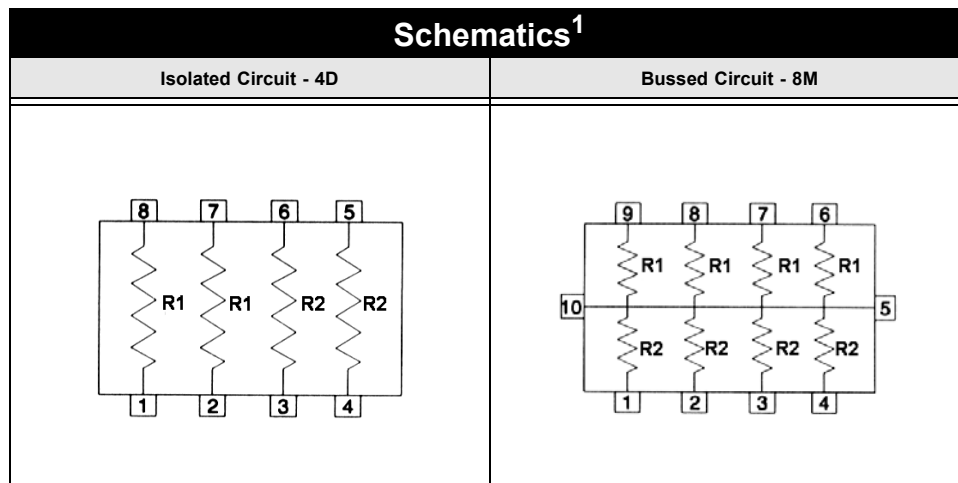 Schematics1
Isolated Circuit - 4D
Bussed Circuit - 8M
8 7 6 5
R1 R1 R2 R2
1 2 3 4
9 8 7 6
R1 R1 R1 R1
10 5
R2 R2 R2 R2
1 2 3 4